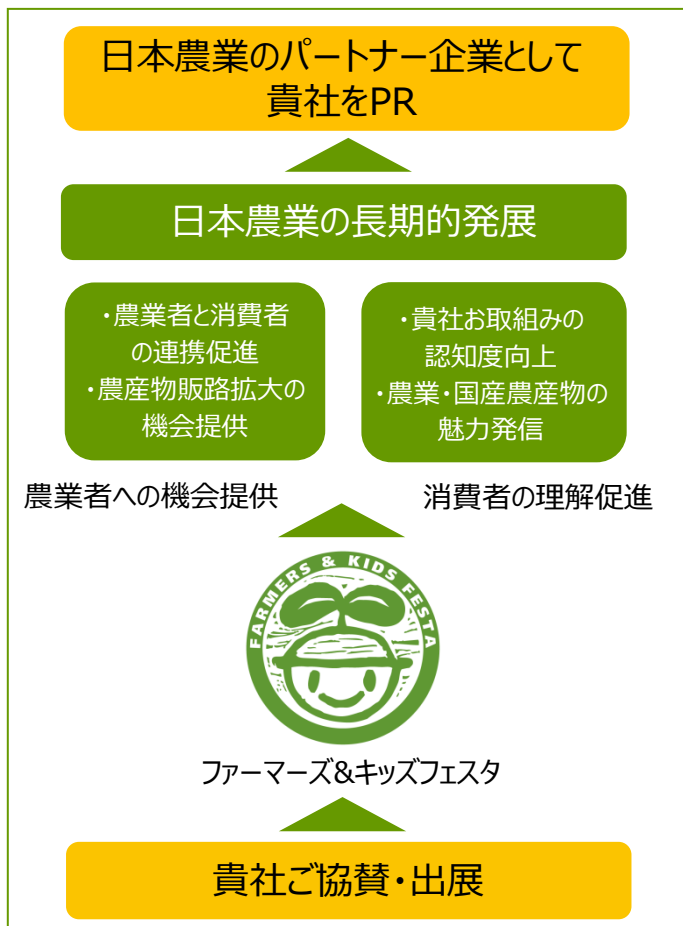 日本農業のパートナー企業として
貴社をPR
日本農業の長期的発展
・農業者と消費者
の連携促進
・農産物販路拡大の
機会提供
・貴社お取組みの
認知度向上
・農業・国産農産物の
魅力発信
農業者への機会提供
消費者の理解促進
FARMERS & KIDS FESTA
ファーマーズ&キッズフェスタ
貴社ご協賛・出展